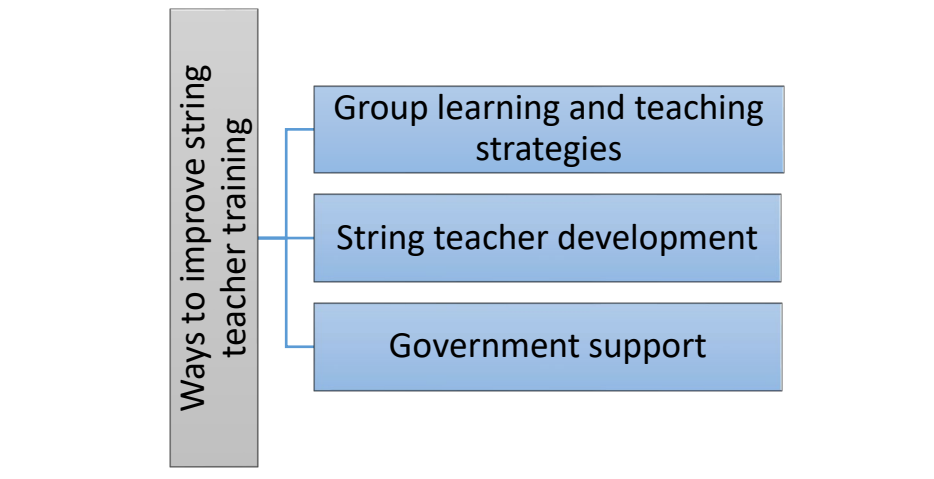 Ways to improve string
teacher training
Group learning and teaching
strategies
String teacher development
Government support